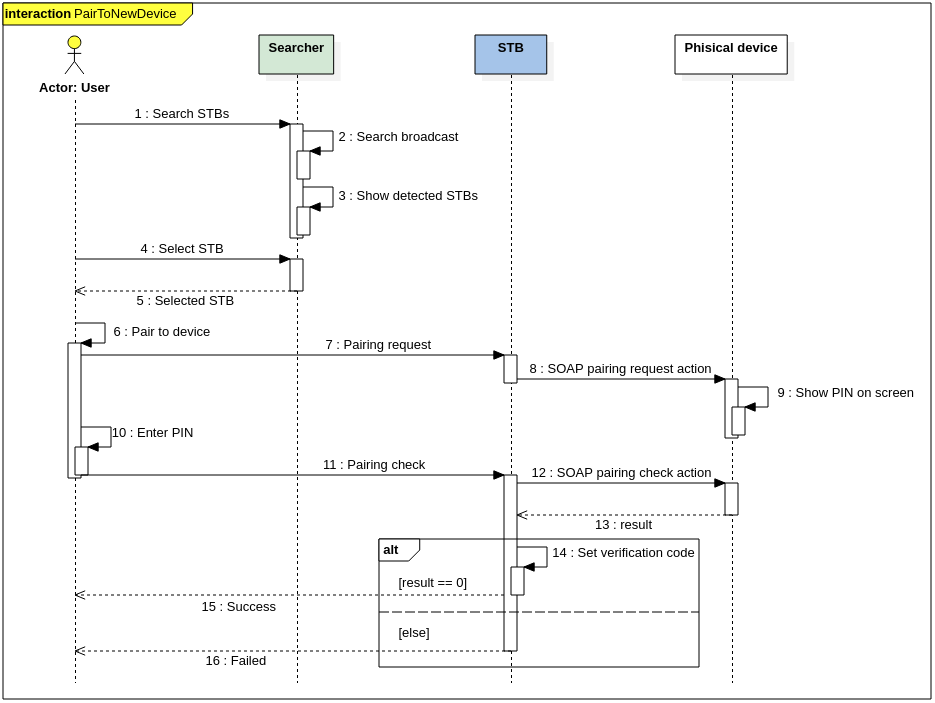 interaction PairToNewDevice
Searcher
STB
Phisical device
Actor: User
1 : Search STBs
2 : Search broadcast
3 : Show detected STBs
4 : Select STB
5 : Selected STB
6 : Pair to device
7 : Pairing request
8 : SOAP pairing request action
9 : Show PIN on screen
10 : Enter PIN
11 : Pairing check
12 : SOAP pairing check action
13 : result
alt
14 : Set verification code
[result == 0]
15 : Success
[else]
16 : Failed